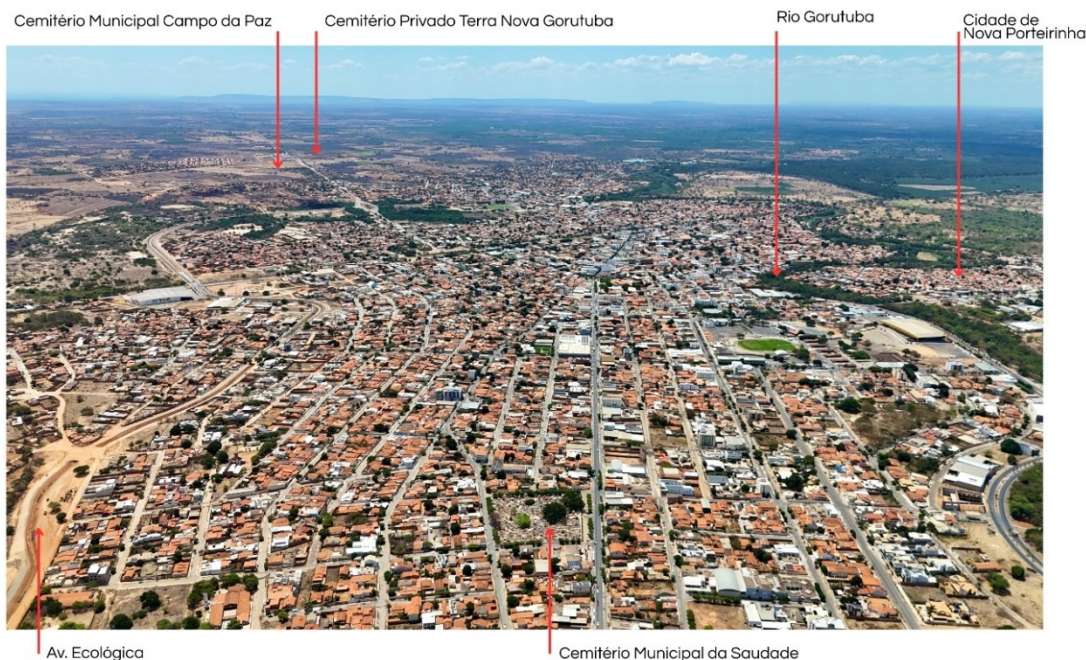 Cemitério Municipal Campo da Paz
Cemitério Privado Terra Nova Gorutuba
Rio Gorutuba
Cidade de
Nova Porteirinha
Av. Ecológica
Cemitério Municipal da Saudade